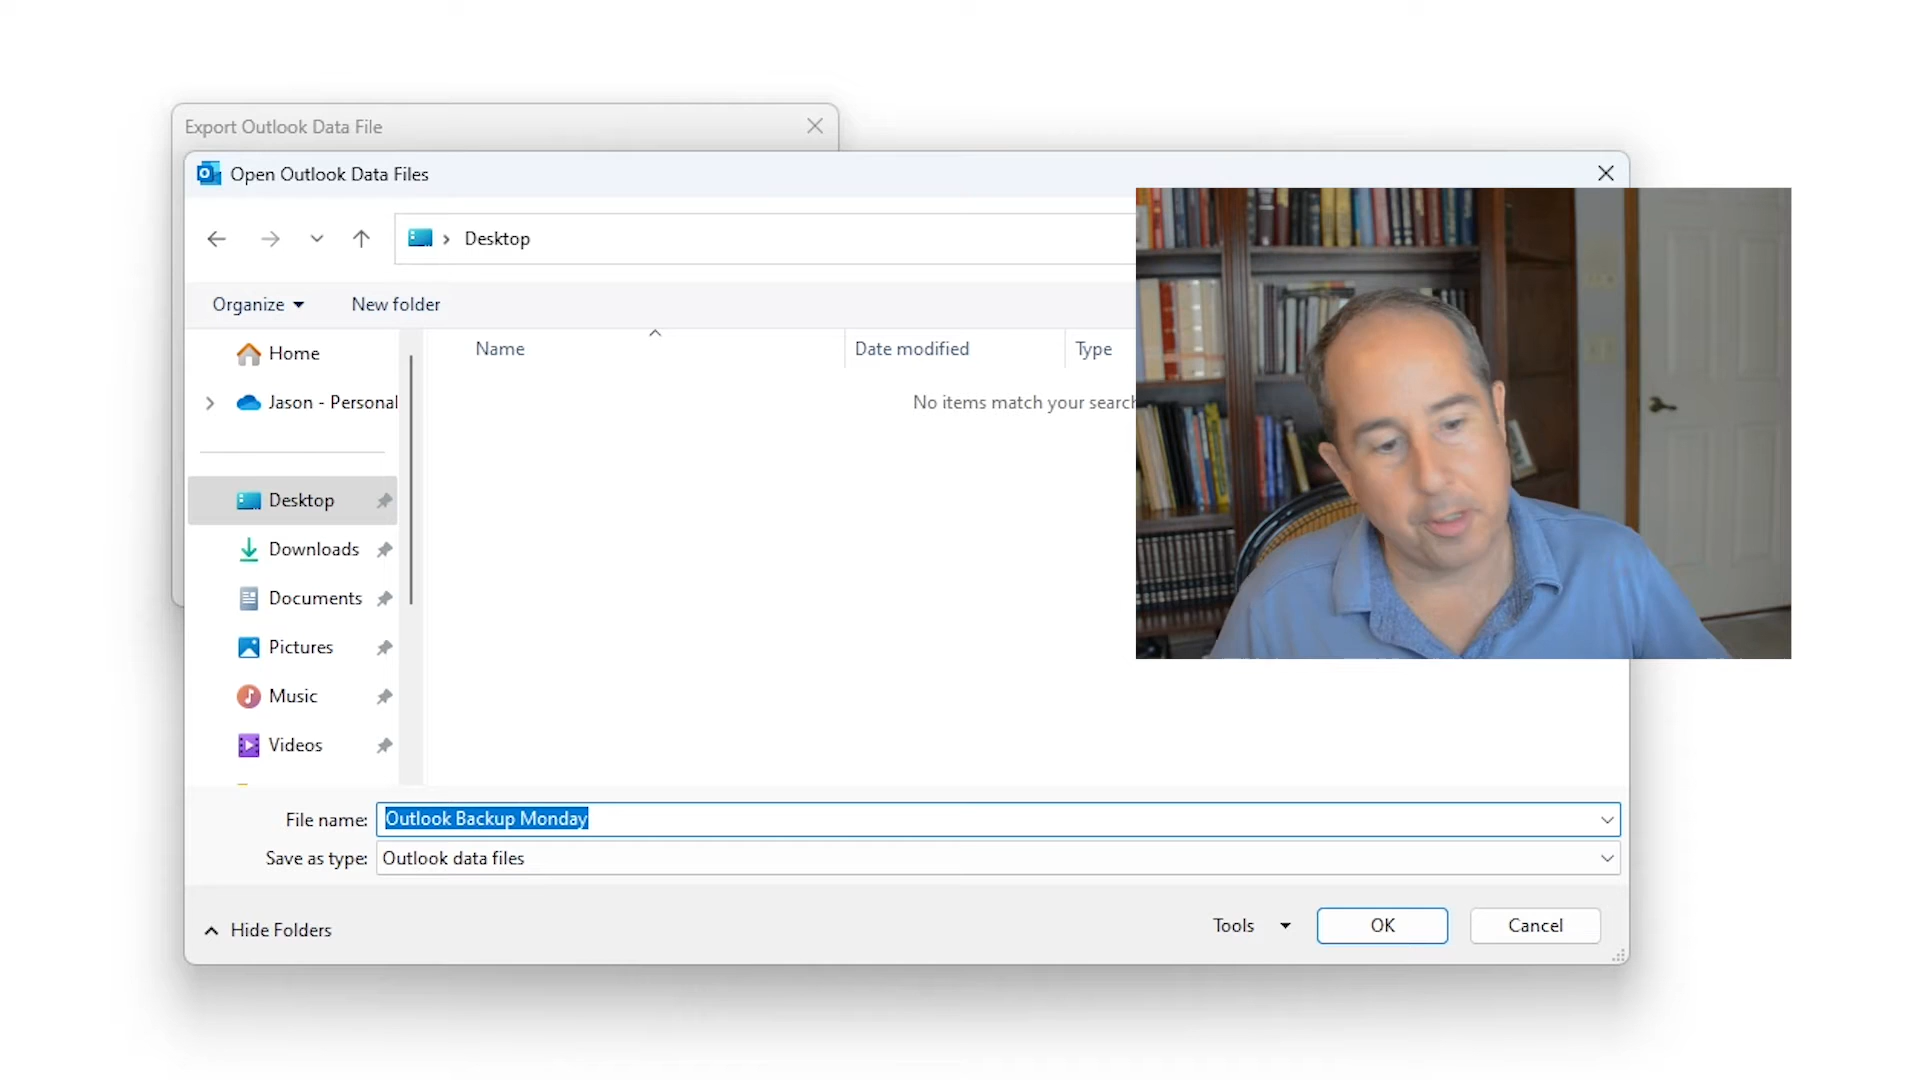 Export Outlook Data File
Open Outlook Data Files
Desktop
Organize
New folder
Name
Date modified
Type
No items match your search
Home
Jason - Personal
Desktop
Downloads
Documents
Pictures
Music
Videos
File name: Outlook Backup Monday
Save as type: Outlook data files
Hide Folders
Tools
OK
Cancel